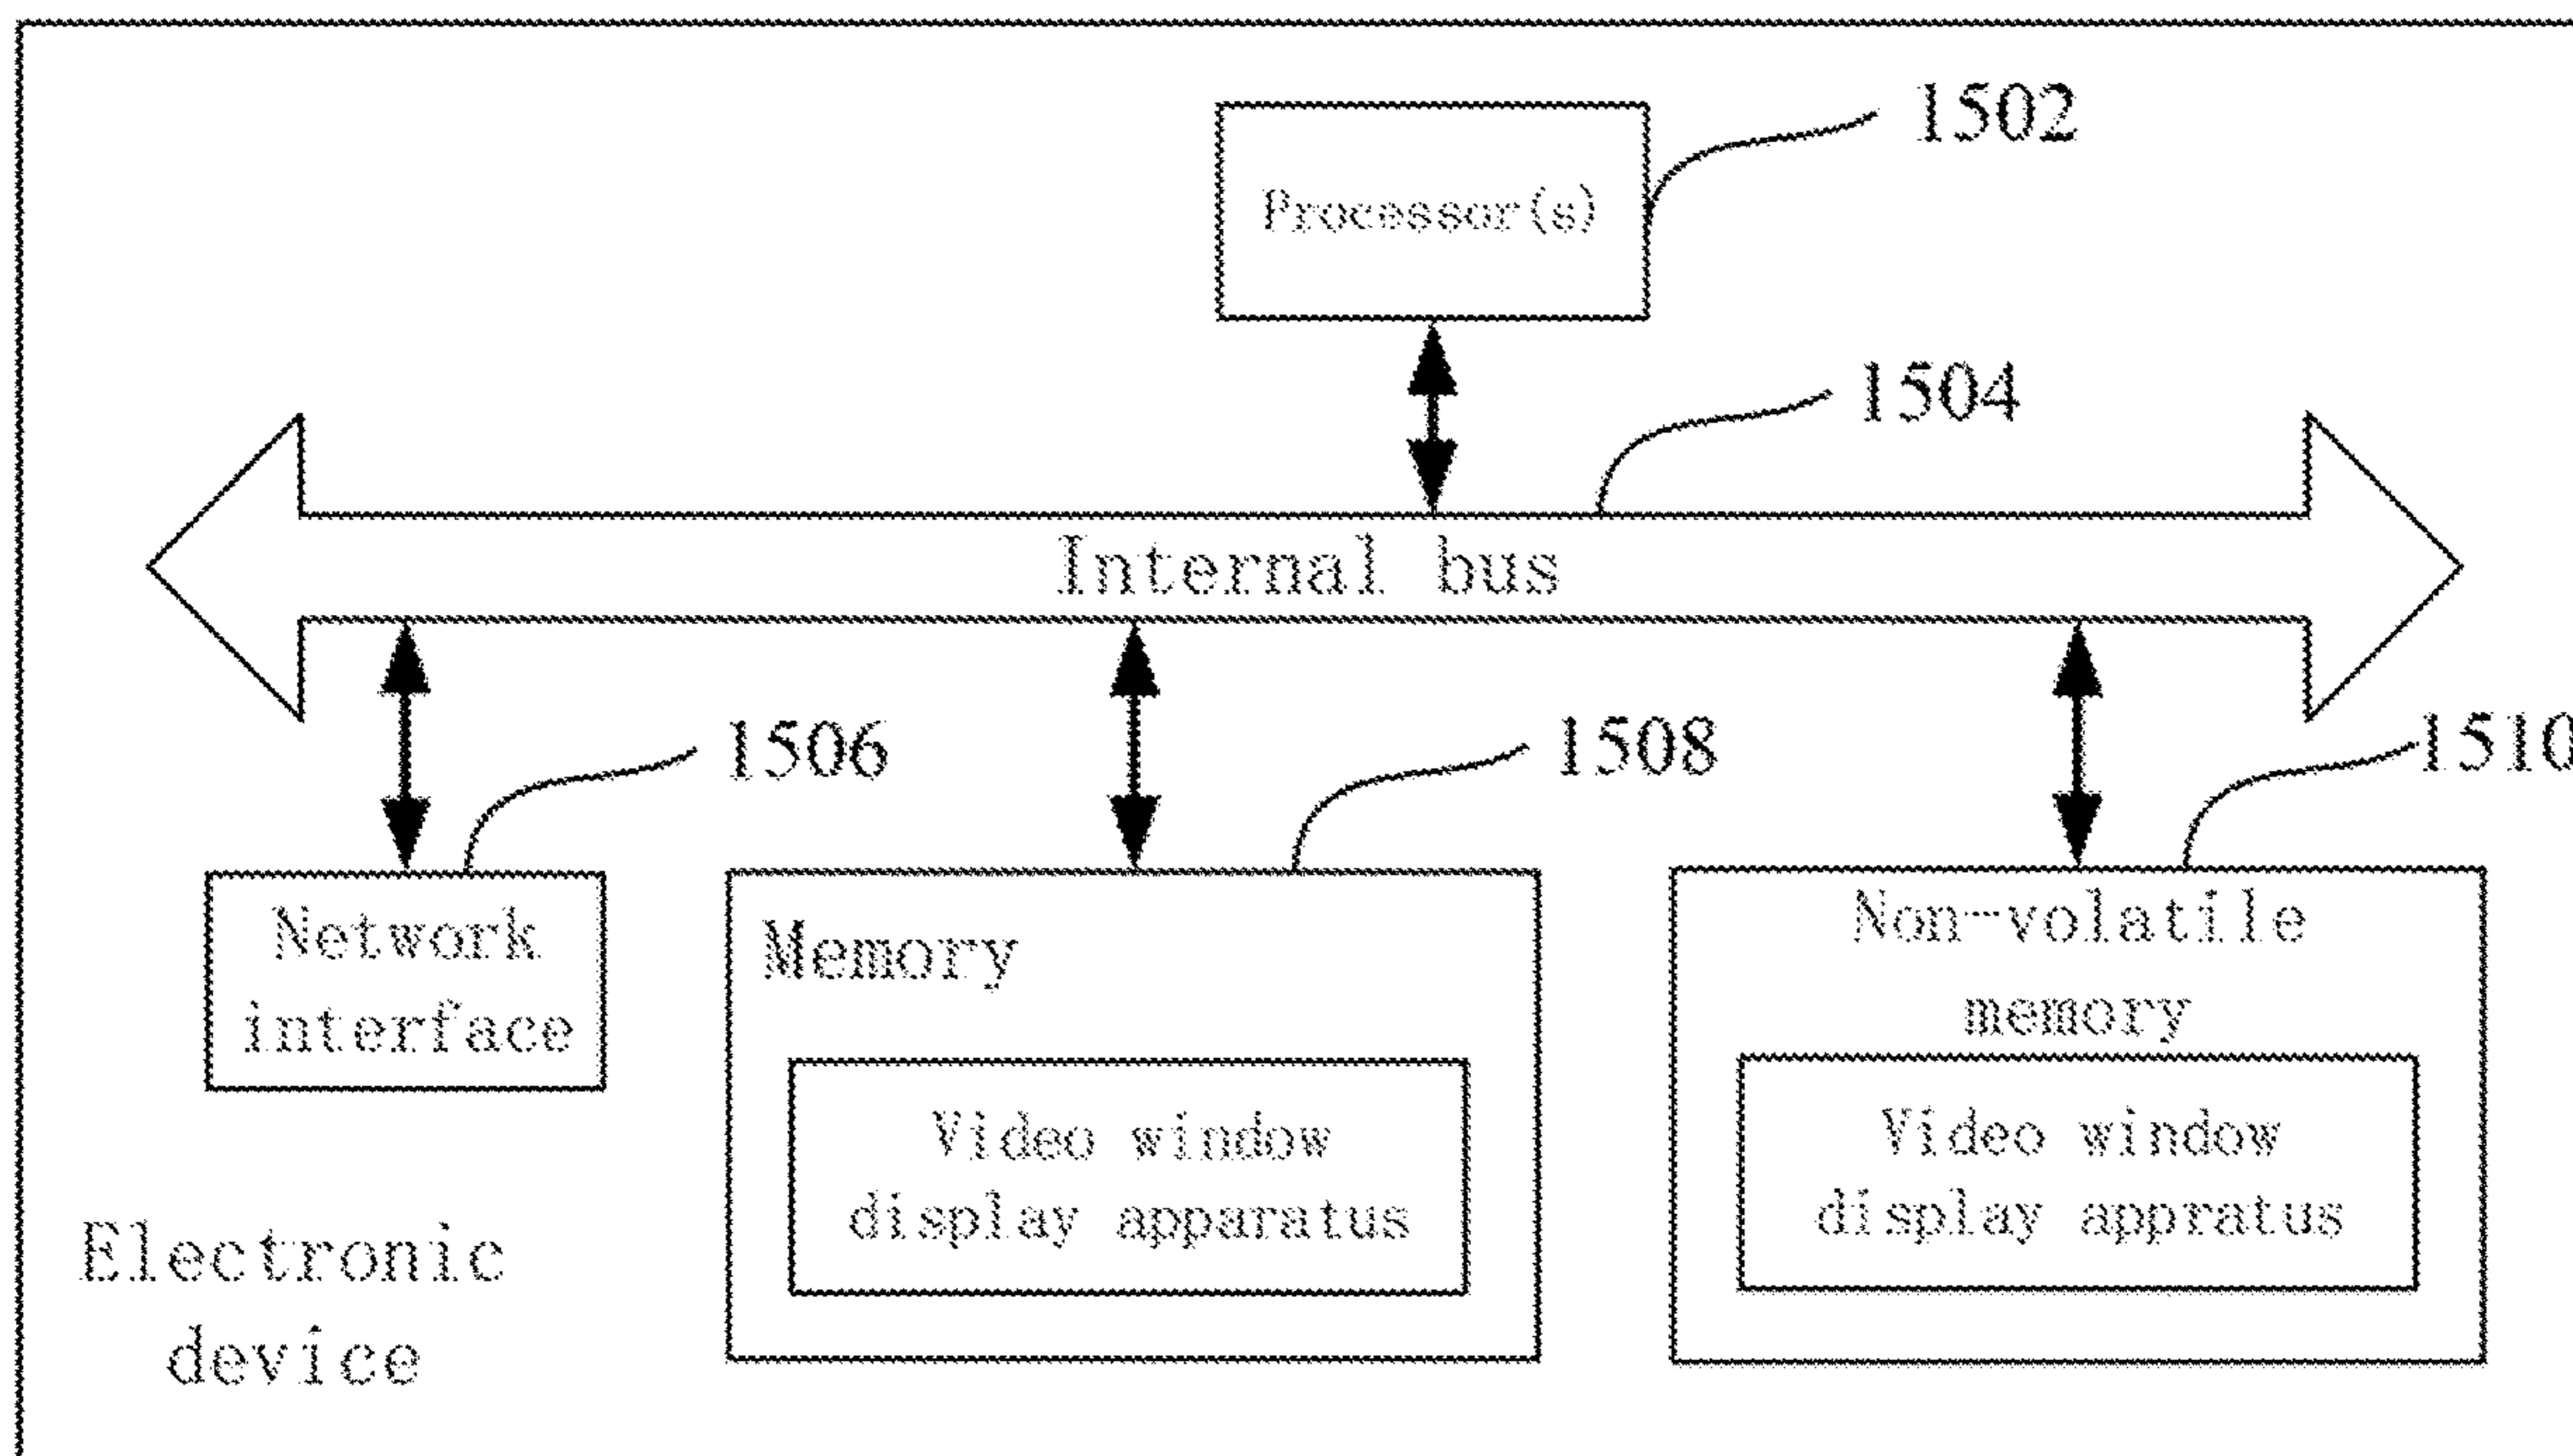 1502
Processor(s)
1504
Internal bus
1506
1508
1510
Network
interface
Memory
Non-volatile
memory
Video window
display apparatus
Video window
display appratus
Electronic
device